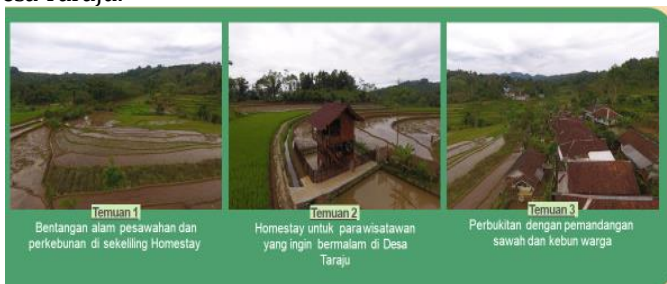 Temuan 1
Bentangan alam pesawahan dan
perkebunan di sekeliling Homestay
Temuan 2
Homestay untuk para wisatawan
yang ingin bermalam di Desa
Taraju
Temuan 3
Perbukitan dengan pemandangan
sawah dan kebun warga